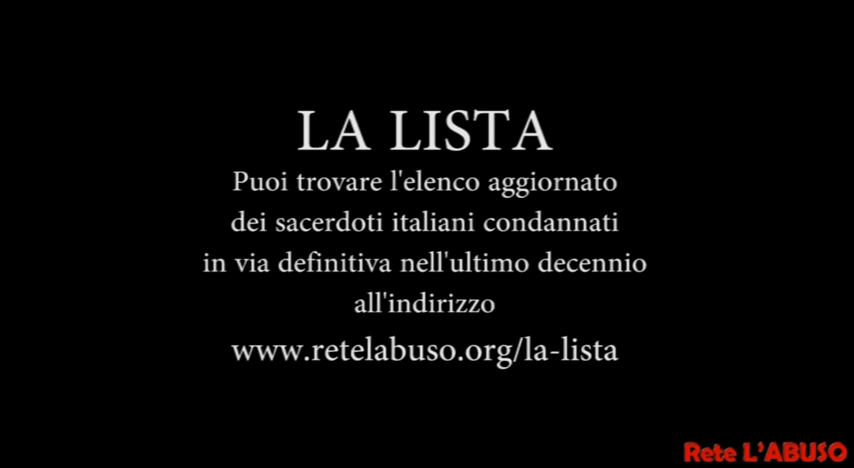 LA LISTA
Puoi trovare l'elenco aggiornato
dei sacerdoti italiani condannati
in via definitiva nell'ultimo decennio
all'indirizzo
www.retelabuso.org/la-lista
Rete L'ABUSO